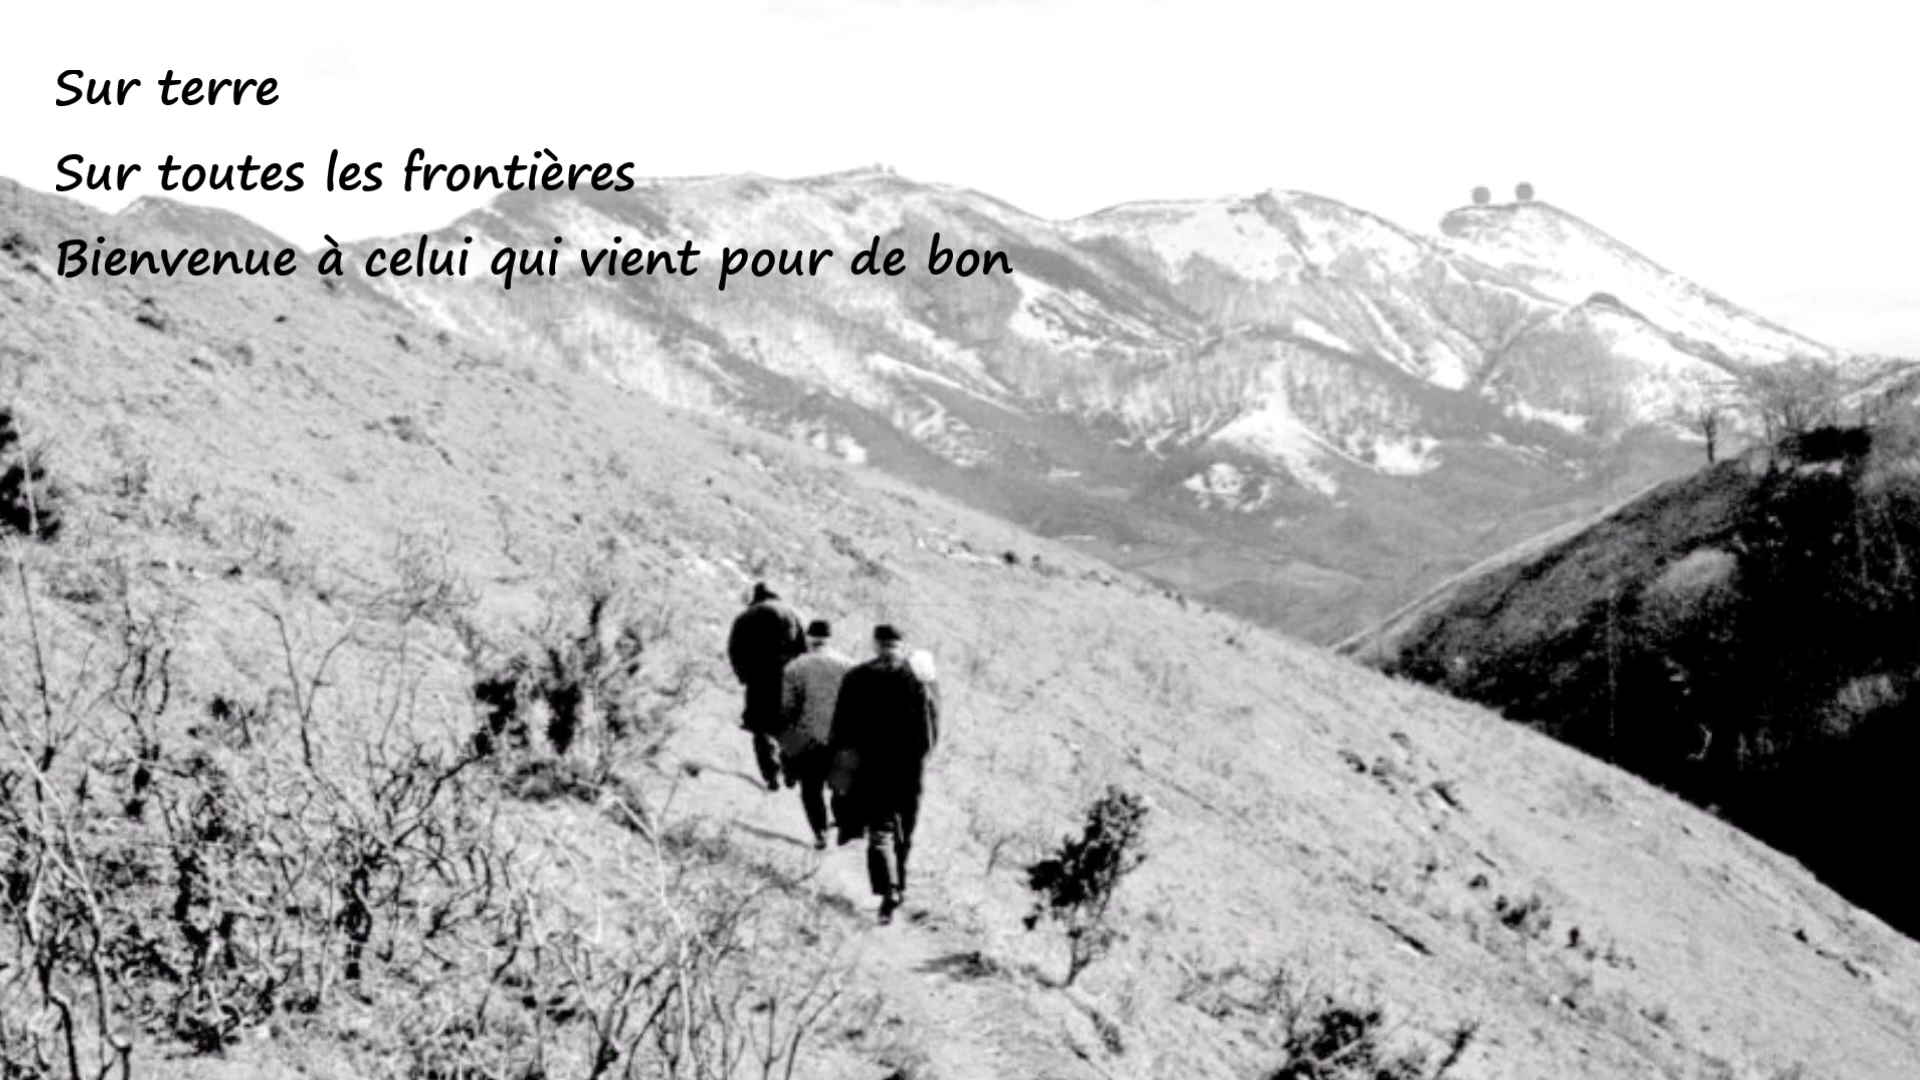 Sur terre
Sur toutes les frontières
Bienvenue à celui qui vient pour de bon